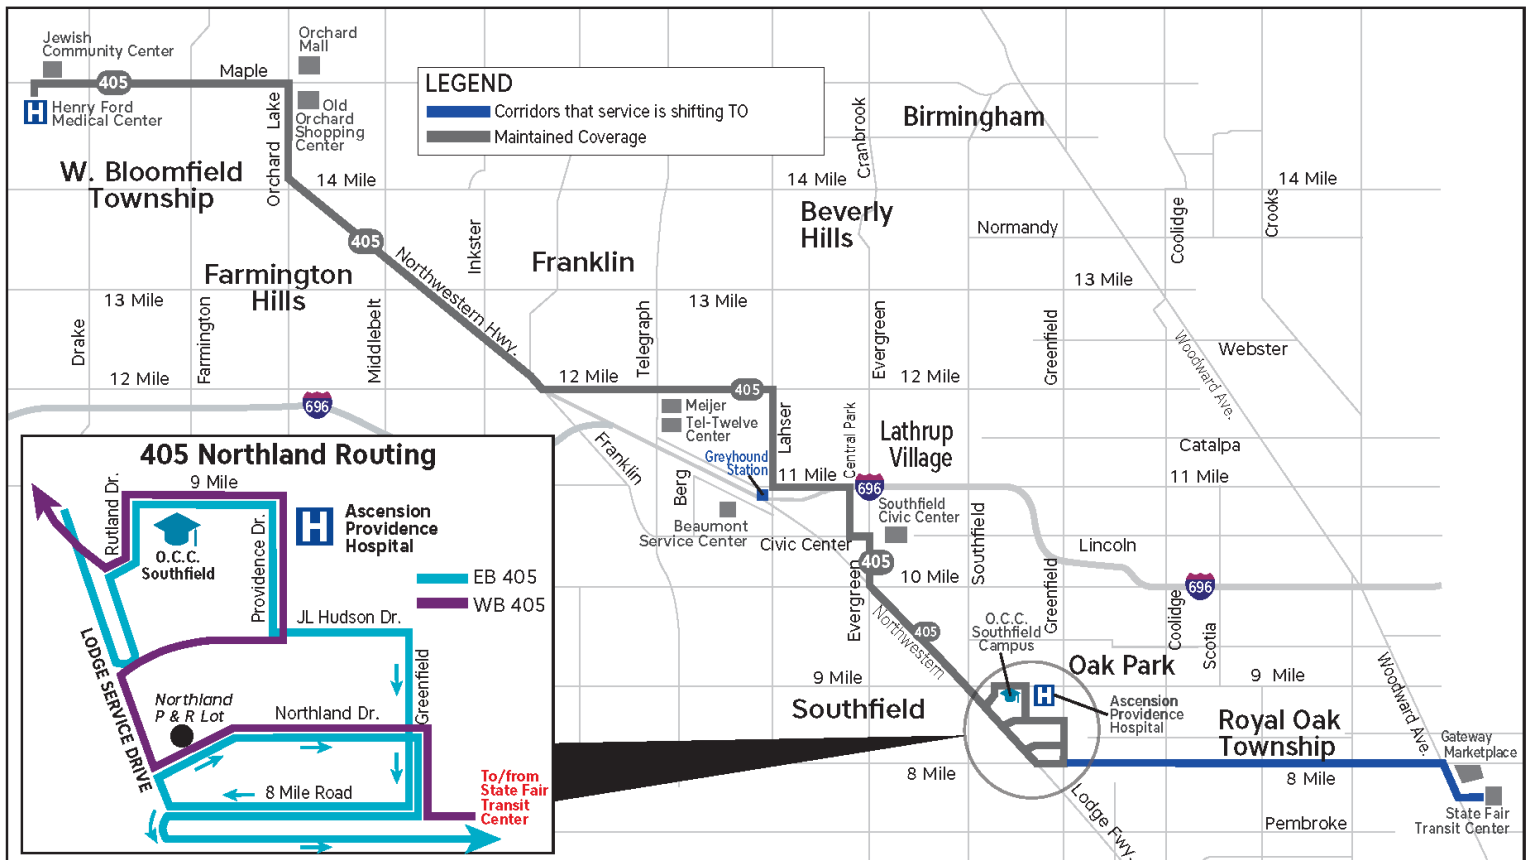 Jewish
Community Center
Orchard
Mall
405
Maple
H
Henry Ford
Medical Center
Orchard Lake
Old
Orchard
Shopping
Center
LEGEND
Corridors that service is shifting TO
Maintained Coverage
Cranbrook
Birmingham
W. Bloomfield
Township
14 Mile
14 Mile
14 Mile
Beverly
Hills
Normandy
Coolidge
Crooks
405
Inkster
Northwestern Hwy.
Franklin
Farmington
Hills
13 Mile
13 Mile
13 Mile
Drake
Farmington
Middlebelt
Telegraph
Evergreen
Greenfield
Woodward Ave.
Webster
12 Mile
12 Mile
405
12 Mile
696
Meijer
Tel-Twelve
Center
Lahser
Central Park
Lathrup
Village
Catalpa
Franklin
Greyhound
Station
11 Mile
696
11 Mile
Berg
Beaumont
Service Center
Southfield
Civic Center
Civic Center
Southfield
Lincoln
405
10 Mile
Evergreen
Greenfield
696
Coolidge
Scotia
Northwestern
405
O.C.C.
Southfield
Campus
Oak Park
9 Mile
9 Mile
H
Ascension
Providence
Hospital
Southfield
Royal Oak
Township
Woodward Ave.
Gateway
Marketplace
8 Mile
8 Mile
Lodge Fwy.
Pembroke
State Fair
Transit Center
405 Northland Routing
9 Mile
Rutland Dr.
O.C.C.
Southfield
Providence Dr.
H
Ascension
Providence
Hospital
EB 405
WB 405
JL Hudson Dr.
LODGE SERVICE DRIVE
Northland
P & R Lot
Northland Dr.
Greenfield
8 Mile Road
To/from
State Fair
Transit
Center